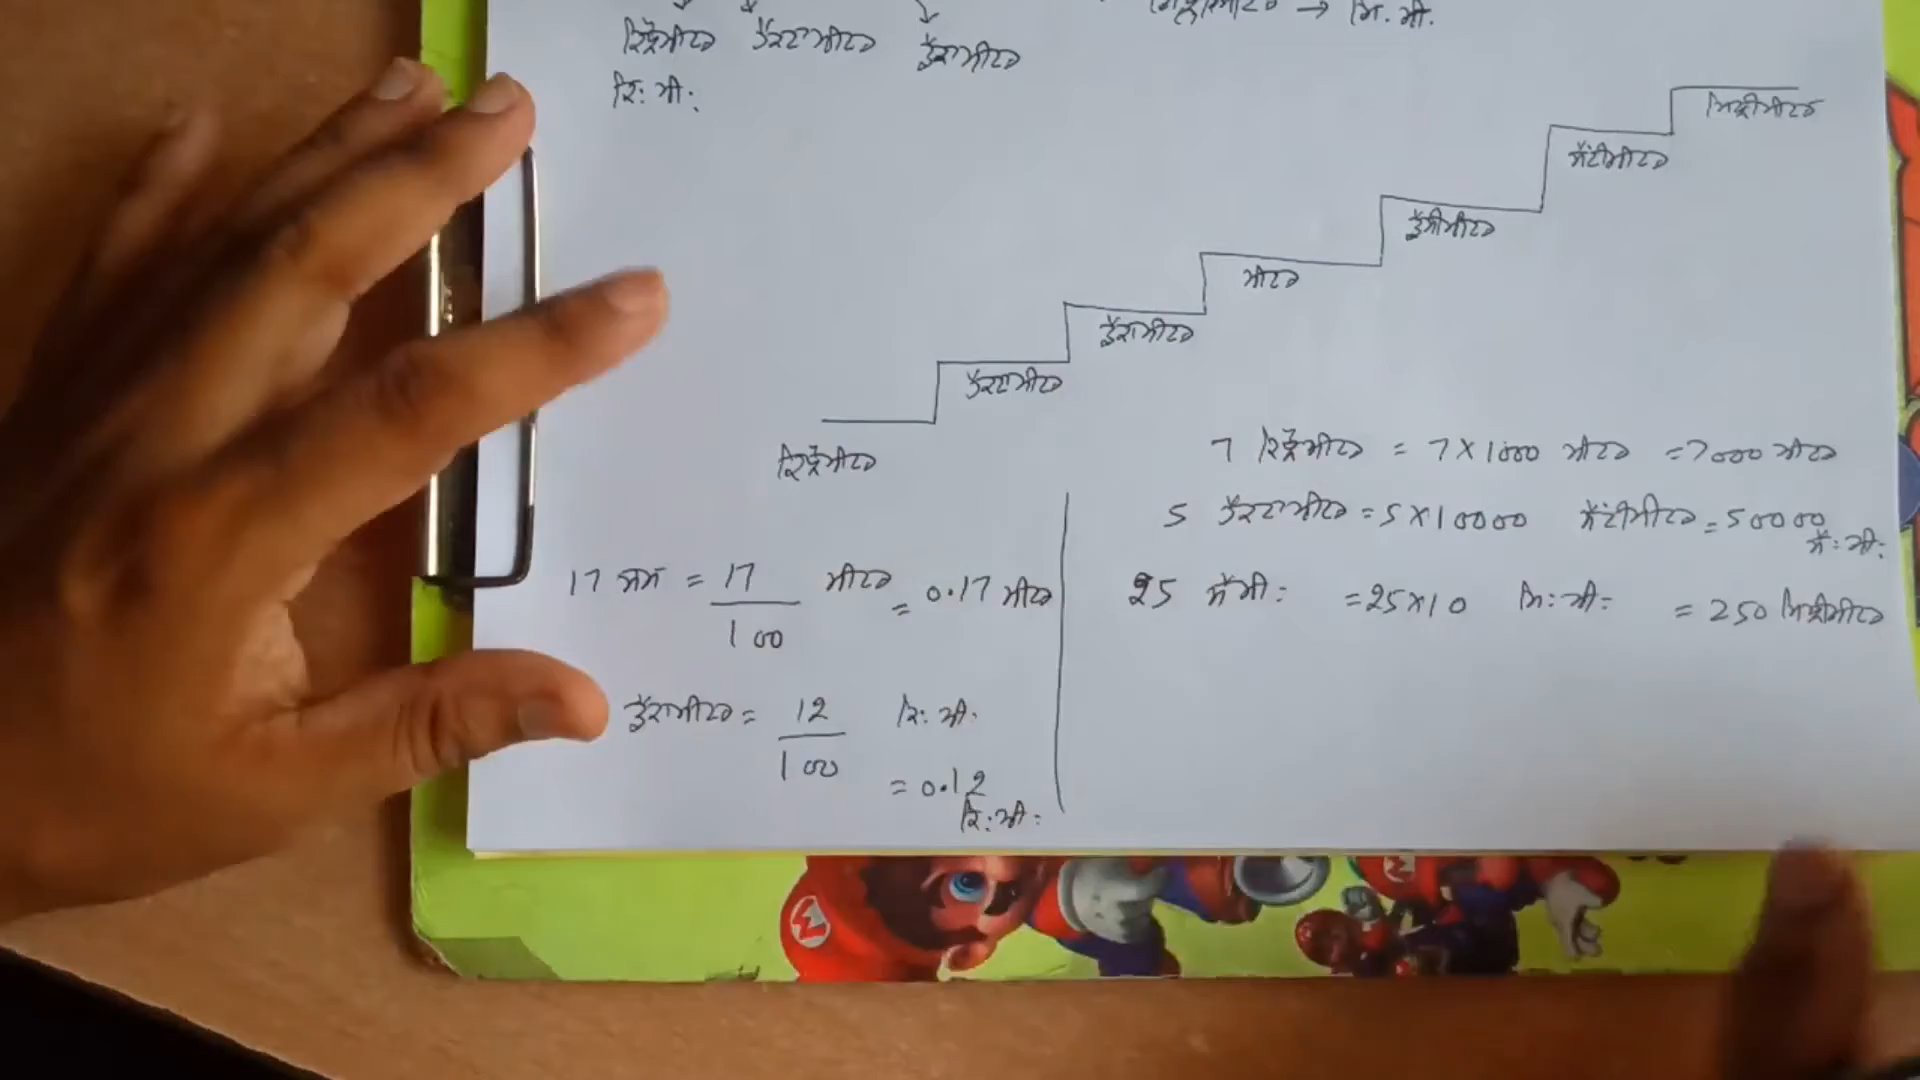 ਕਿਲੋਮੀਟਰ ਹੈਕਟਾਮੀਟਰ ਡੈਕਾਮੀਟਰ
ਕਿ: ਮੀ:
→ ਮਿ. ਮੀ.
ਮਿਲੀਮੀਟਰ
ਸੈਂਟੀਮੀਟਰ
ਡੈਸੀਮੀਟਰ
ਮੀਟਰ
ਡੈਕਾਮੀਟਰ
ਹੈਕਟਾਮੀਟਰ
ਕਿਲੋਮੀਟਰ
7 ਕਿਲੋਮੀਟਰ = 7 X 1000 ਮੀਟਰ = 7000 ਮੀਟਰ
5 ਹੈਕਟਾਮੀਟਰ = 5 X 10000 ਸੈਂਟੀਮੀਟਰ = 50000 ਸੈਂ: ਮੀ:
25 ਸੈਂਮੀ: = 25 X 10 ਮਿ: ਮੀ: = 250 ਮਿਲੀਮੀਟਰ
17 ਸਮ = 17/100 ਮੀਟਰ = 0.17 ਮੀਟਰ
ਡੈਕਾਮੀਟਰ = 12/100 ਕਿ: ਮੀ.
= 0.12 ਕਿ: ਮੀ:
M
M